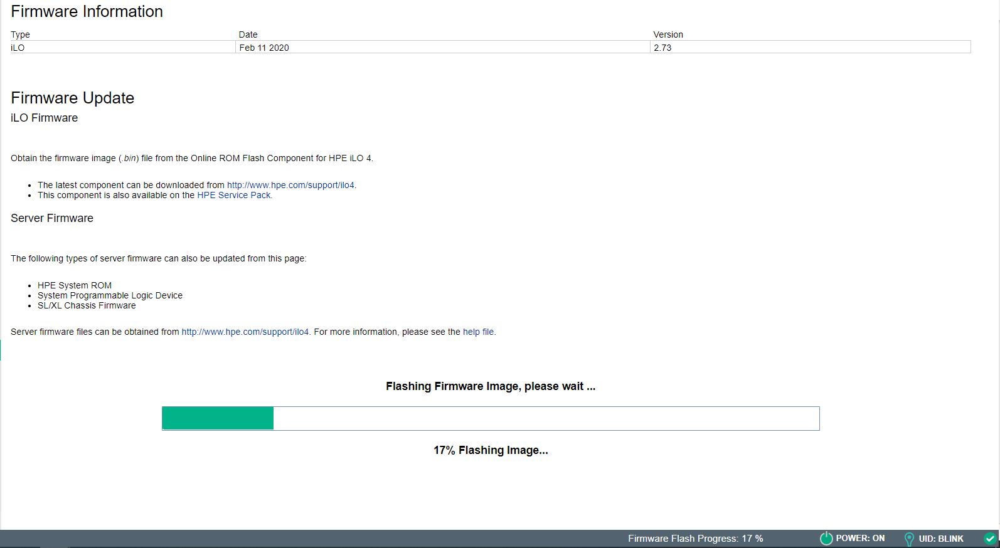 Firmware Information
Type Date Version
iLO Feb 11 2020 2.73
Firmware Update
iLO Firmware
Obtain the firmware image (.bin) file from the Online ROM Flash Component for HPE iLO 4.
• The latest component can be downloaded from http://www.hpe.com/support/ilo4.
• This component is also available on the HPE Service Pack.
Server Firmware
The following types of server firmware can also be updated from this page:
• HPE System ROM
• System Programmable Logic Device
• SL/XL Chassis Firmware
Server firmware files can be obtained from http://www.hpe.com/support/ilo4. For more information, please see the help file.
Flashing Firmware Image, please wait ...
17% Flashing Image...
Firmware Flash Progress: 17 % POWER: ON UID: BLINK